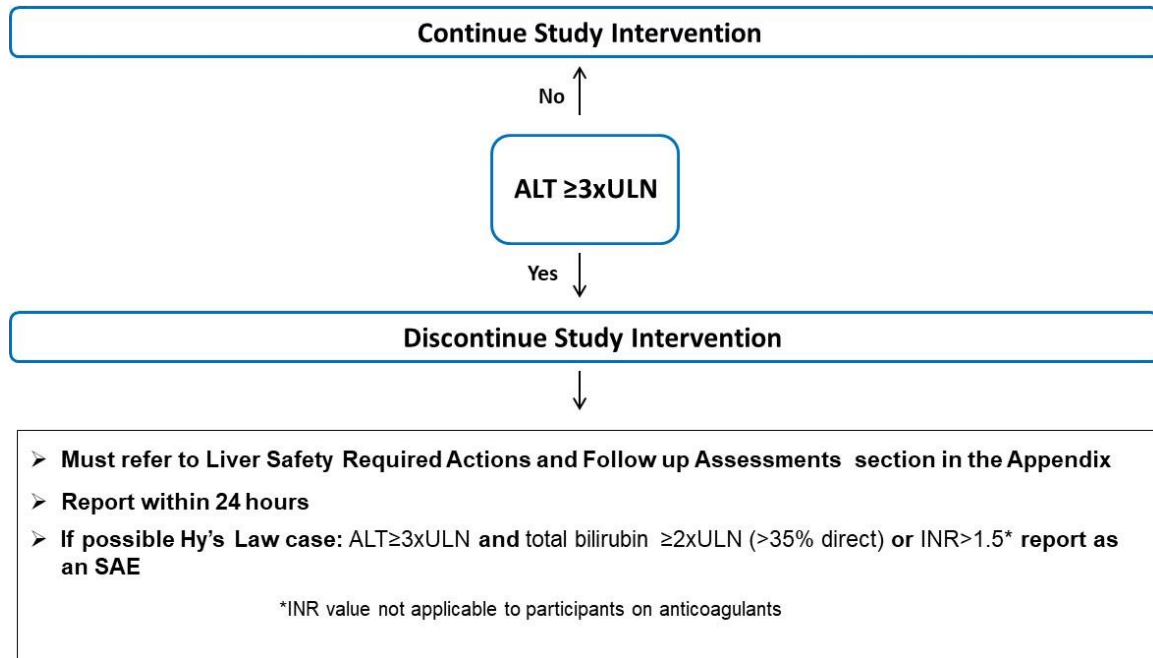 Continue Study Intervention
No
ALT ≥3xULN
Yes
Discontinue Study Intervention
➢ Must refer to Liver Safety Required Actions and Follow up Assessments section in the Appendix
➢ Report within 24 hours
➢ If possible Hy's Law case: ALT≥3xULN and total bilirubin ≥2xULN (>35% direct) or INR>1.5* report as
an SAE
*INR value not applicable to participants on anticoagulants